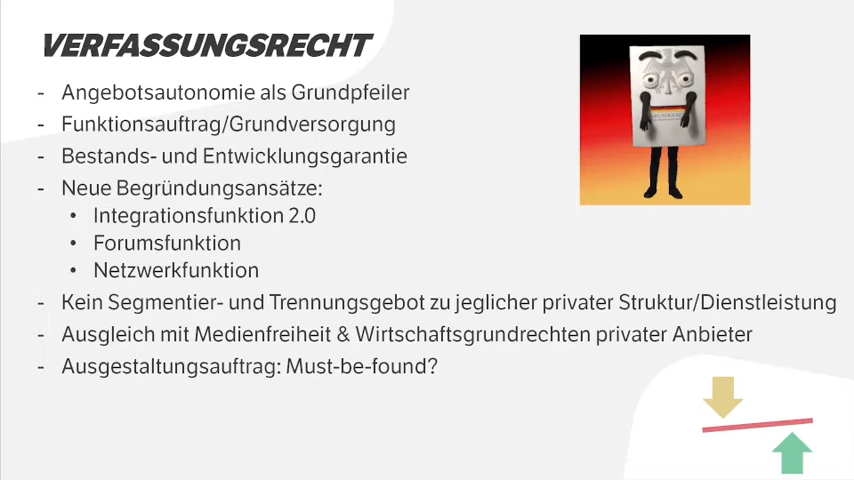 VERFASSUNGSRECHT
- Angebotsautonomie als Grundpfeiler
- Funktionsauftrag/Grundversorgung
- Bestands- und Entwicklungsgarantie
- Neue Begründungsansätze:
• Integrationsfunktion 2.0
• Forumsfunktion
• Netzwerkfunktion
- Kein Segmentier- und Trennungsgebot zu jeglicher privater Struktur/Dienstleistung
- Ausgleich mit Medienfreiheit & Wirtschaftsgrundrechten privater Anbieter
- Ausgestaltungsauftrag: Must-be-found?